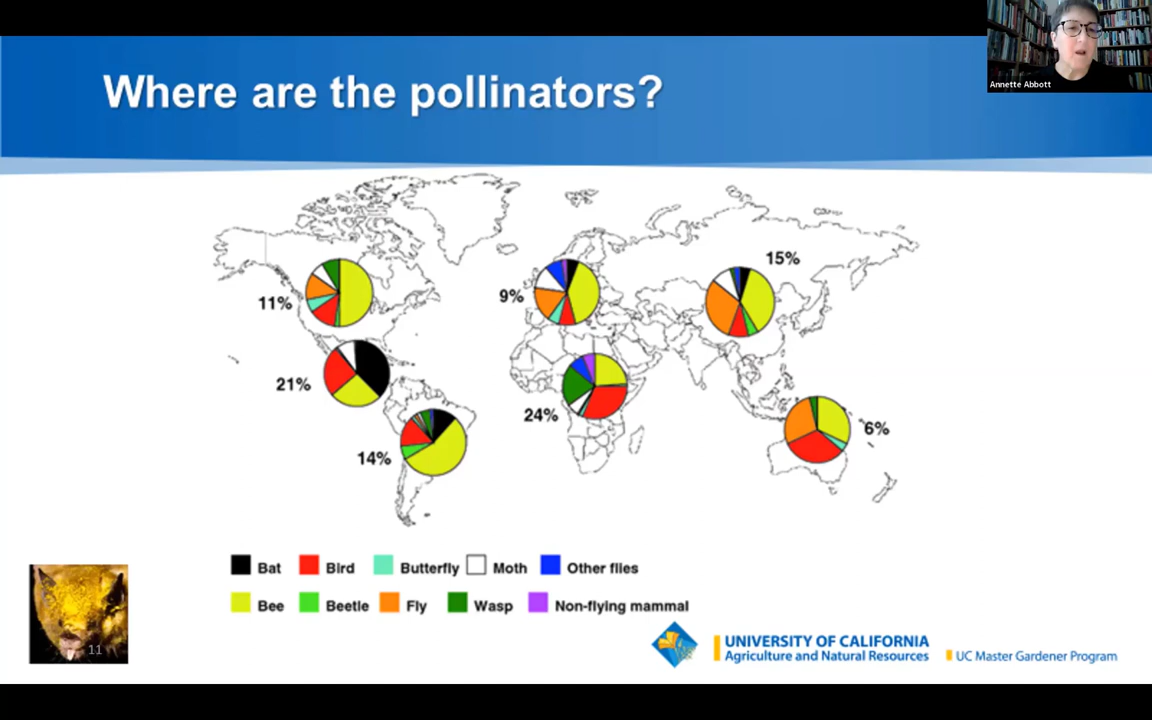 Where are the pollinators?
Annette Abbott
15%
11%
9%
21%
24%
14%
6%
Bat Bird Butterfly Moth Other flies
Bee Beetle Fly Wasp Non-flying mammal
11
UNIVERSITY OF CALIFORNIA
Agriculture and Natural Resources
UC Master Gardener Program